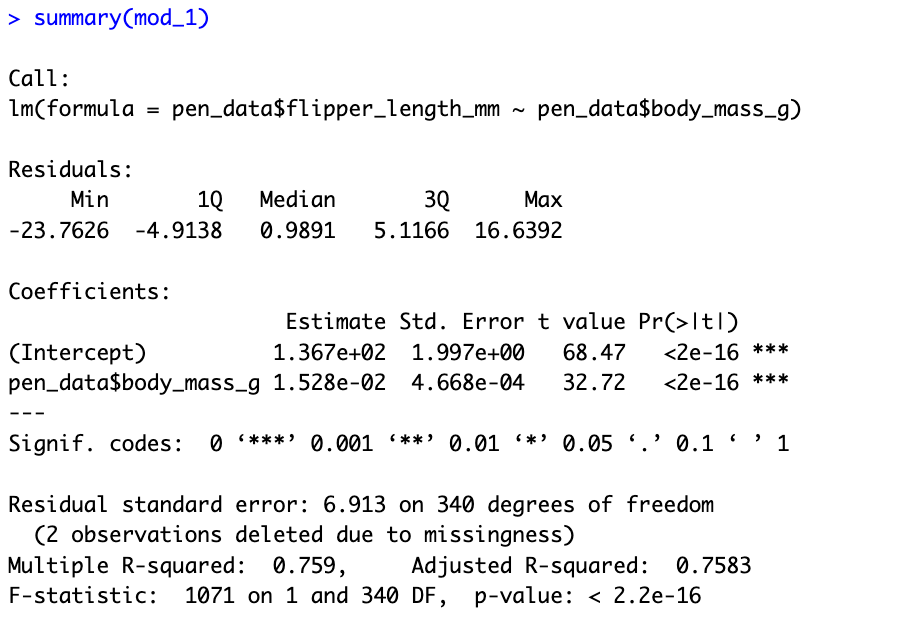 > summary(mod_1)
Call:
lm(formula = pen_data$flipper_length_mm ~ pen_data$body_mass_g)
Residuals:
     Min       1Q   Median       3Q      Max
-23.7626  -4.9138   0.9891   5.1166  16.6392
Coefficients:
                     Estimate Std. Error t value Pr(>|t|)
(Intercept)         1.367e+02  1.997e+00   68.47   <2e-16 ***
pen_data$body_mass_g 1.528e-02  4.668e-04   32.72   <2e-16 ***
---
Signif. codes:  0 ‘***’ 0.001 ‘**’ 0.01 ‘*’ 0.05 ‘.’ 0.1 ‘ ’ 1
Residual standard error: 6.913 on 340 degrees of freedom
  (2 observations deleted due to missingness)
Multiple R-squared:  0.759,	Adjusted R-squared:  0.7583
F-statistic:  1071 on 1 and 340 DF,  p-value: < 2.2e-16